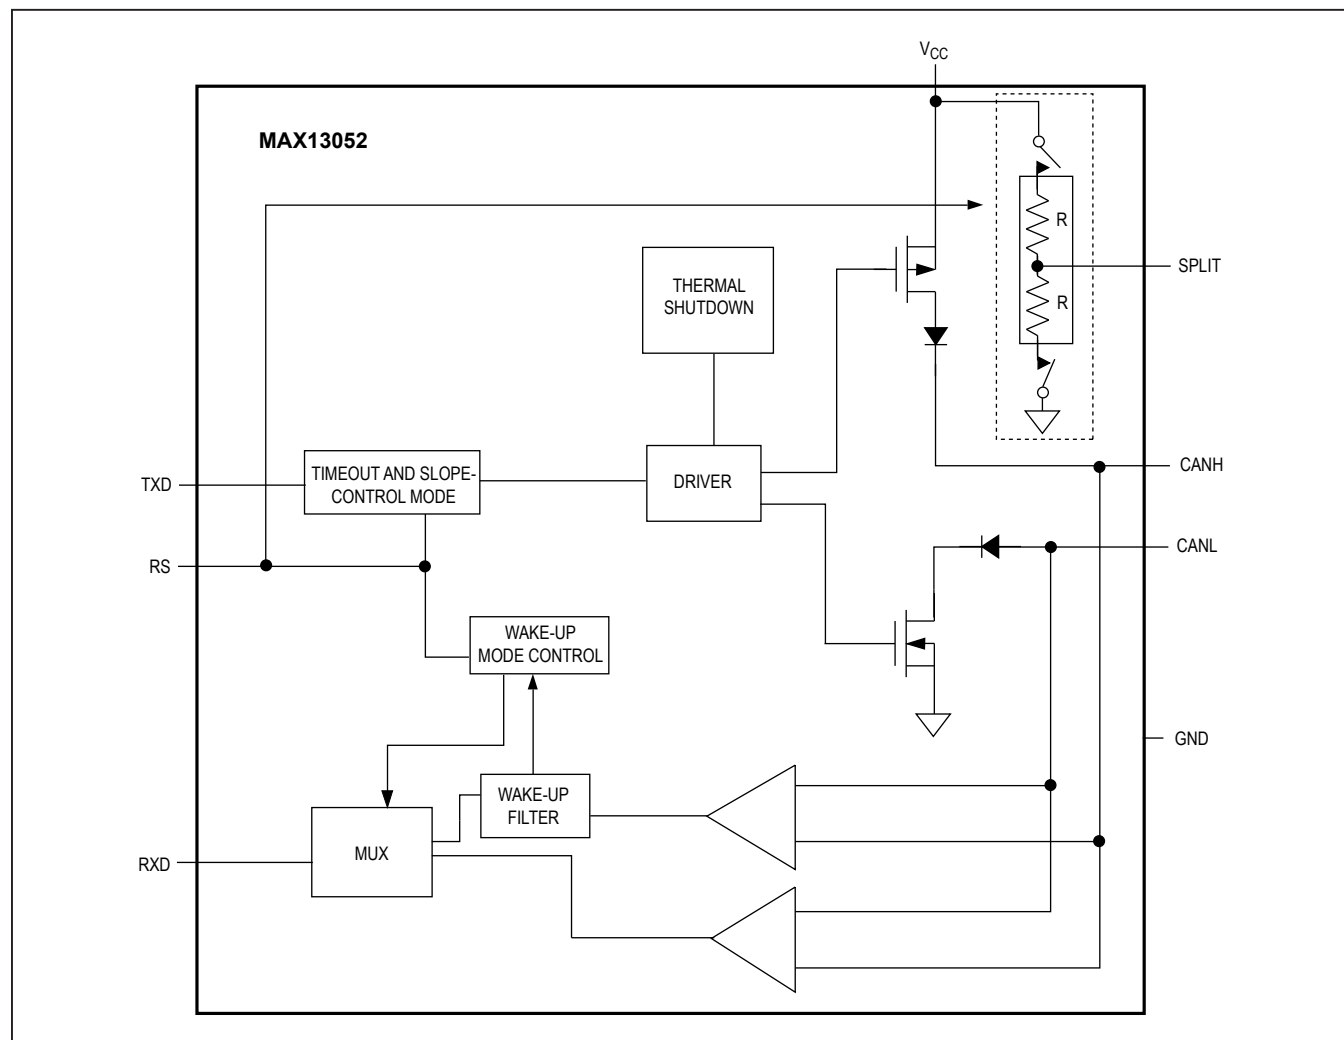 VCC
MAX13052
R
THERMAL
SHUTDOWN
SPLIT
R
TIMEOUT AND SLOPE-
CONTROL MODE
DRIVER
CANH
TXD
CANL
RS
WAKE-UP
MODE CONTROL
GND
WAKE-UP
FILTER
MUX
RXD